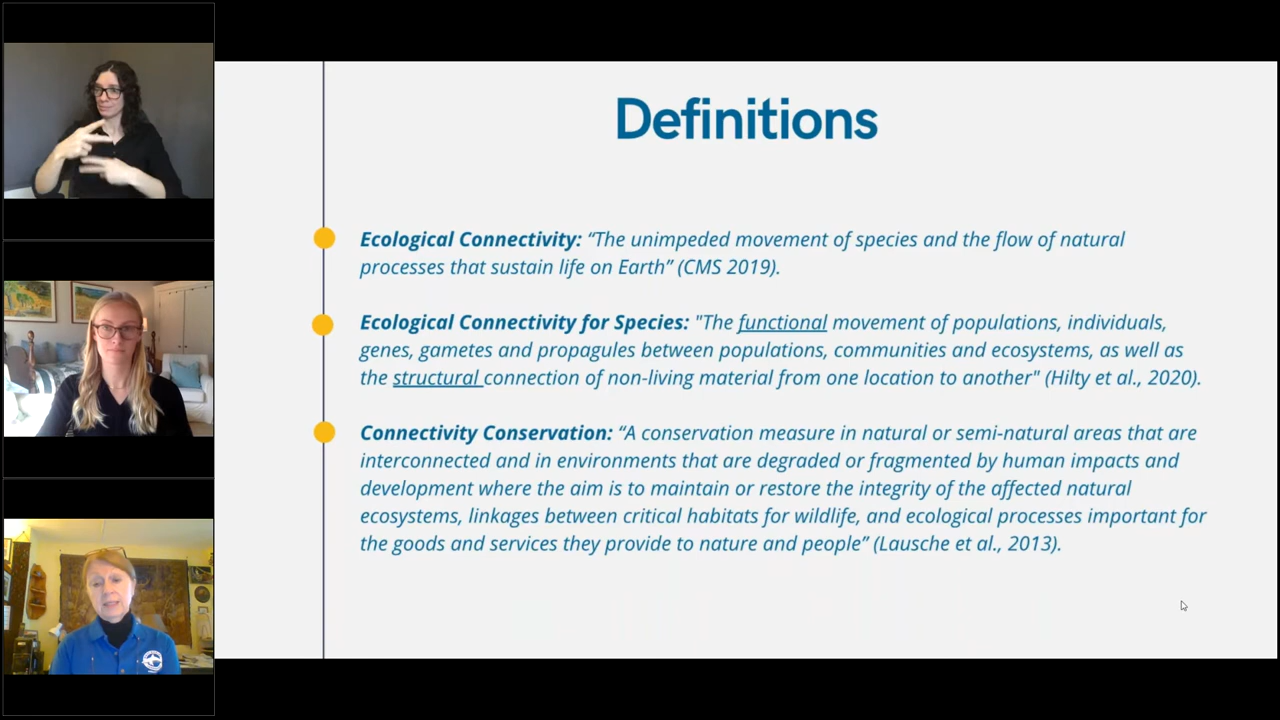 Definitions
Ecological Connectivity: “The unimpeded movement of species and the flow of natural
processes that sustain life on Earth” (CMS 2019).
Ecological Connectivity for Species: "The functional movement of populations, individuals,
genes, gametes and propagules between populations, communities and ecosystems, as well as
the structural connection of non-living material from one location to another" (Hilty et al., 2020).
Connectivity Conservation: “A conservation measure in natural or semi-natural areas that are
interconnected and in environments that are degraded or fragmented by human impacts and
development where the aim is to maintain or restore the integrity of the affected natural
ecosystems, linkages between critical habitats for wildlife, and ecological processes important for
the goods and services they provide to nature and people” (Lausche et al., 2013).